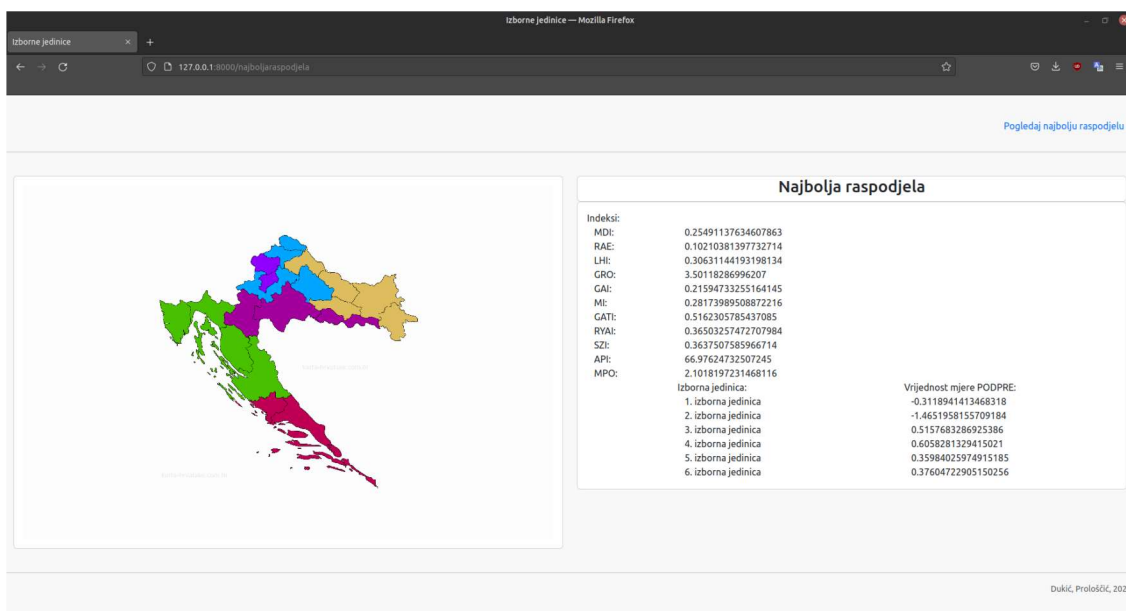 Izborne jedinice — Mozilla Firefox
Izborne jedinice
127.0.0.1:8000/najboljaraspodjela
Pogledaj najbolju raspodjelu
Najbolja raspodjela
Indeksi:
MDI: 0.25491137634607863
RAE: 0.10210381397732714
LHI: 0.30631144193198134
GRO: 3.50118286996207
GAI: 0.21594733255164145
MI: 0.28173989508872216
GATI: 0.5162305785437085
RYAI: 0.36503257472707984
SZI: 0.3637507585966714
API: 66.97624732507245
MPO: 2.1018197231468116
Izborna jedinica: Vrijednost mjere PODPRE:
1. izborna jedinica -0.3118941413468318
2. izborna jedinica -1.4651958155709184
3. izborna jedinica 0.5157683286925386
4. izborna jedinica 0.6058281329415021
5. izborna jedinica 0.35984025974915185
6. izborna jedinica 0.37604722905150256
Dukić, Prološčić, 202